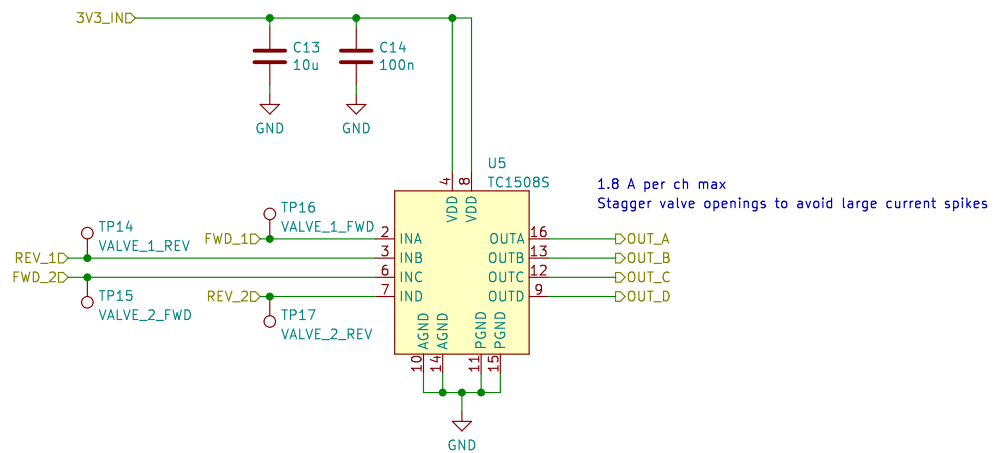 3V3_IN
C13
10u
C14
100n
GND
GND
U5
TC1508S
4
8
VDD
VDD
1.8 A per ch max
Stagger valve openings to avoid large current spikes
TP16
VALVE_1_FWD
TP14
VALVE_1_REV
FWD_1
2
INA
OUTA
16
OUT_A
REV_1
3
INB
OUTB
13
OUT_B
FWD_2
6
INC
OUTC
12
OUT_C
REV_2
7
IND
OUTD
9
OUT_D
TP15
VALVE_2_FWD
TP17
VALVE_2_REV
AGND
AGND
PGND
PGND
10
14
11
15
GND